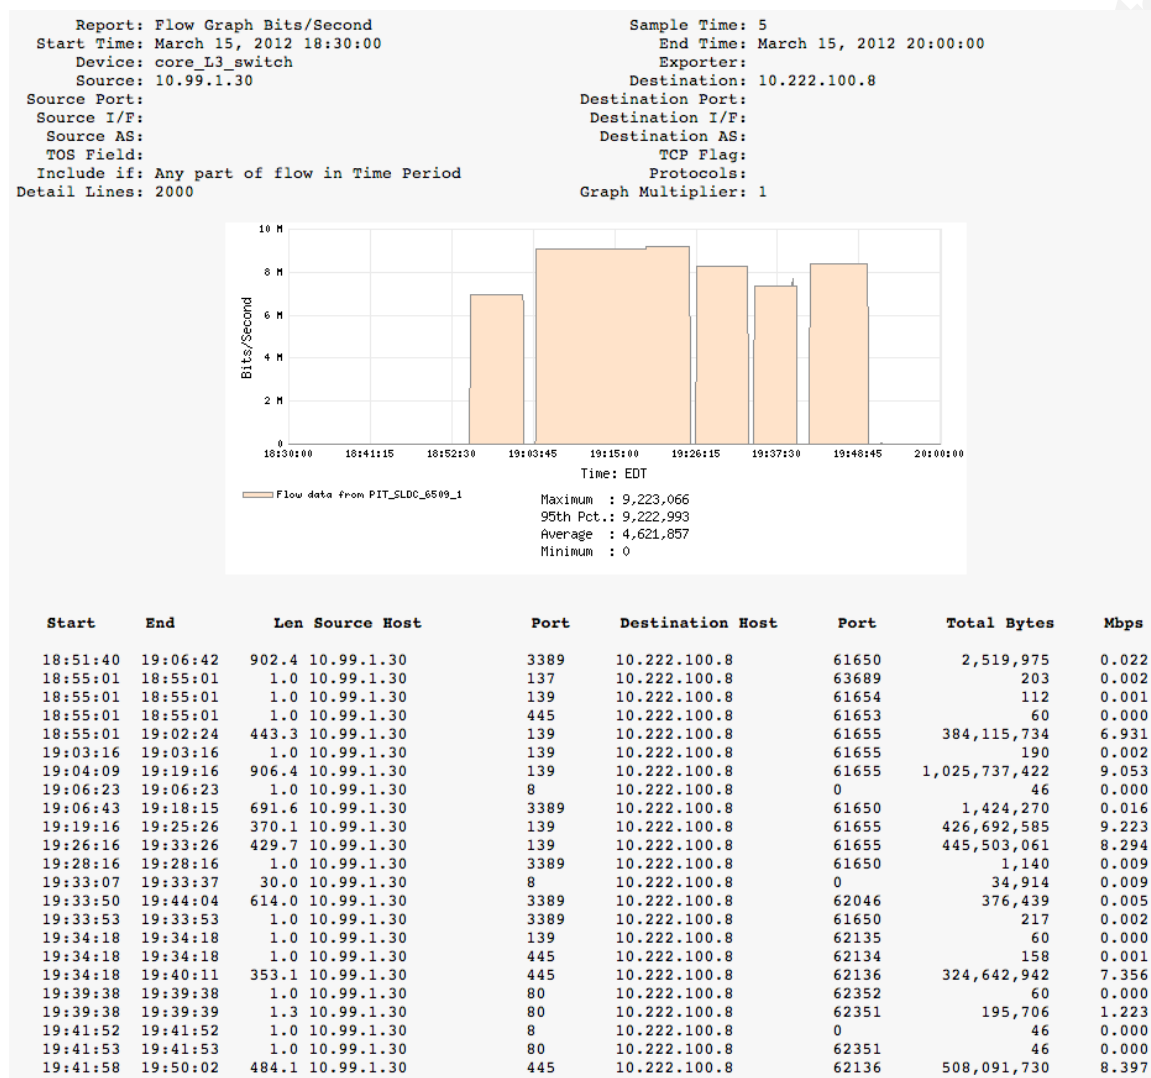 Report: Flow Graph Bits/Second Sample Time: 5
Start Time: March 15, 2012 18:30:00 End Time: March 15, 2012 20:00:00
Device: core_L3_switch Exporter:
Source: 10.99.1.30 Destination: 10.222.100.8
Source Port: Destination Port:
Source I/F: Destination I/F:
Source AS: Destination AS:
TOS Field: TCP Flag:
Include if: Any part of flow in Time Period Protocols:
Detail Lines: 2000 Graph Multiplier: 1
10 M
8 M
6 M
4 M
2 M
0
Bits/Second
18:30:00 18:41:15 18:52:30 19:03:45 19:15:00 19:26:15 19:37:30 19:48:45 20:00:00
Time: EDT
Flow data from PIT_SLDC_6509_1
Maximum : 9,223,066
95th Pct.: 9,222,993
Average : 4,621,857
Minimum : 0
Start End Len Source Host Port Destination Host Port Total Bytes Mbps
18:51:40 19:06:42 902.4 10.99.1.30 3389 10.222.100.8 61650 2,519,975 0.022
18:55:01 18:55:01 1.0 10.99.1.30 137 10.222.100.8 63689 203 0.002
18:55:01 18:55:01 1.0 10.99.1.30 139 10.222.100.8 61654 112 0.001
18:55:01 18:55:01 1.0 10.99.1.30 445 10.222.100.8 61653 60 0.000
18:55:01 19:02:24 443.3 10.99.1.30 139 10.222.100.8 61655 384,115,734 6.931
19:03:16 19:03:16 1.0 10.99.1.30 139 10.222.100.8 61655 190 0.002
19:04:09 19:19:16 906.4 10.99.1.30 139 10.222.100.8 61655 1,025,737,422 9.053
19:06:23 19:06:23 1.0 10.99.1.30 8 10.222.100.8 0 46 0.000
19:06:43 19:18:15 691.6 10.99.1.30 3389 10.222.100.8 61650 1,424,270 0.016
19:19:16 19:25:26 370.1 10.99.1.30 139 10.222.100.8 61655 426,692,585 9.223
19:26:16 19:33:26 429.7 10.99.1.30 139 10.222.100.8 61655 445,503,061 8.294
19:28:16 19:28:16 1.0 10.99.1.30 3389 10.222.100.8 61650 1,140 0.009
19:33:07 19:33:37 30.0 10.99.1.30 8 10.222.100.8 0 34,914 0.009
19:33:50 19:44:04 614.0 10.99.1.30 3389 10.222.100.8 62046 376,439 0.005
19:33:53 19:33:53 1.0 10.99.1.30 3389 10.222.100.8 61650 217 0.002
19:34:18 19:34:18 1.0 10.99.1.30 139 10.222.100.8 62135 60 0.000
19:34:18 19:34:18 1.0 10.99.1.30 445 10.222.100.8 62134 158 0.001
19:34:18 19:40:11 353.1 10.99.1.30 445 10.222.100.8 62136 324,642,942 7.356
19:39:38 19:39:38 1.0 10.99.1.30 80 10.222.100.8 62352 60 0.000
19:39:38 19:39:39 1.3 10.99.1.30 80 10.222.100.8 62351 195,706 1.223
19:41:52 19:41:52 1.0 10.99.1.30 8 10.222.100.8 0 46 0.000
19:41:53 19:41:53 1.0 10.99.1.30 80 10.222.100.8 62351 46 0.000
19:41:58 19:50:02 484.1 10.99.1.30 445 10.222.100.8 62136 508,091,730 8.397